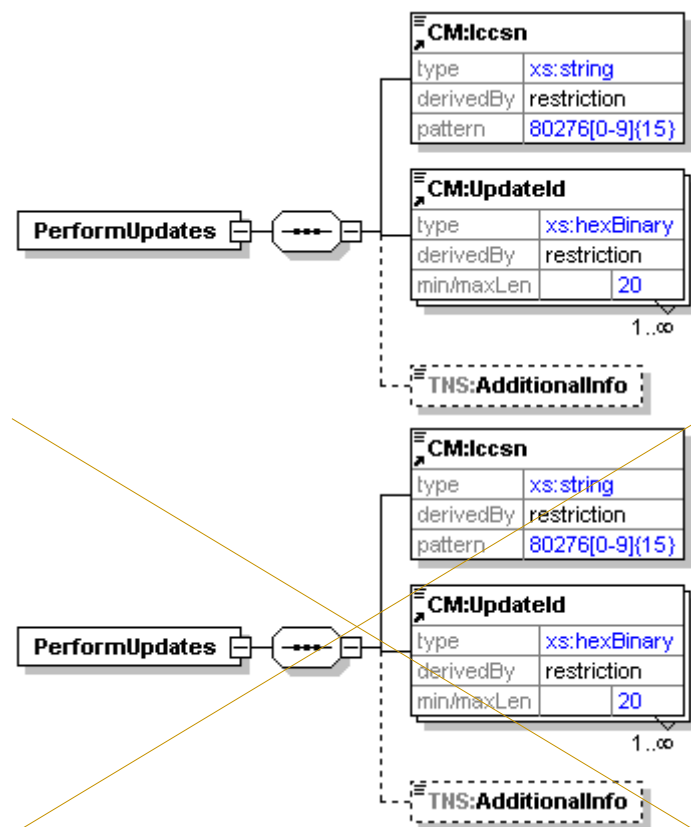 CM:Iccsn
type xs:string
derivedBy restriction
pattern 80276[0-9]{15}
CM:UpdateId
PerformUpdates
type xs:hexBinary
derivedBy restriction
min/maxLen 20
1..∞
TNS:AdditionalInfo
CM:Iccsn
type xs:string
derivedBy restriction
pattern 80276[0-9]{15}
CM:UpdateId
PerformUpdates
type xs:hexBinary
derivedBy restriction
min/maxLen 20
1..∞
TNS:AdditionalInfo